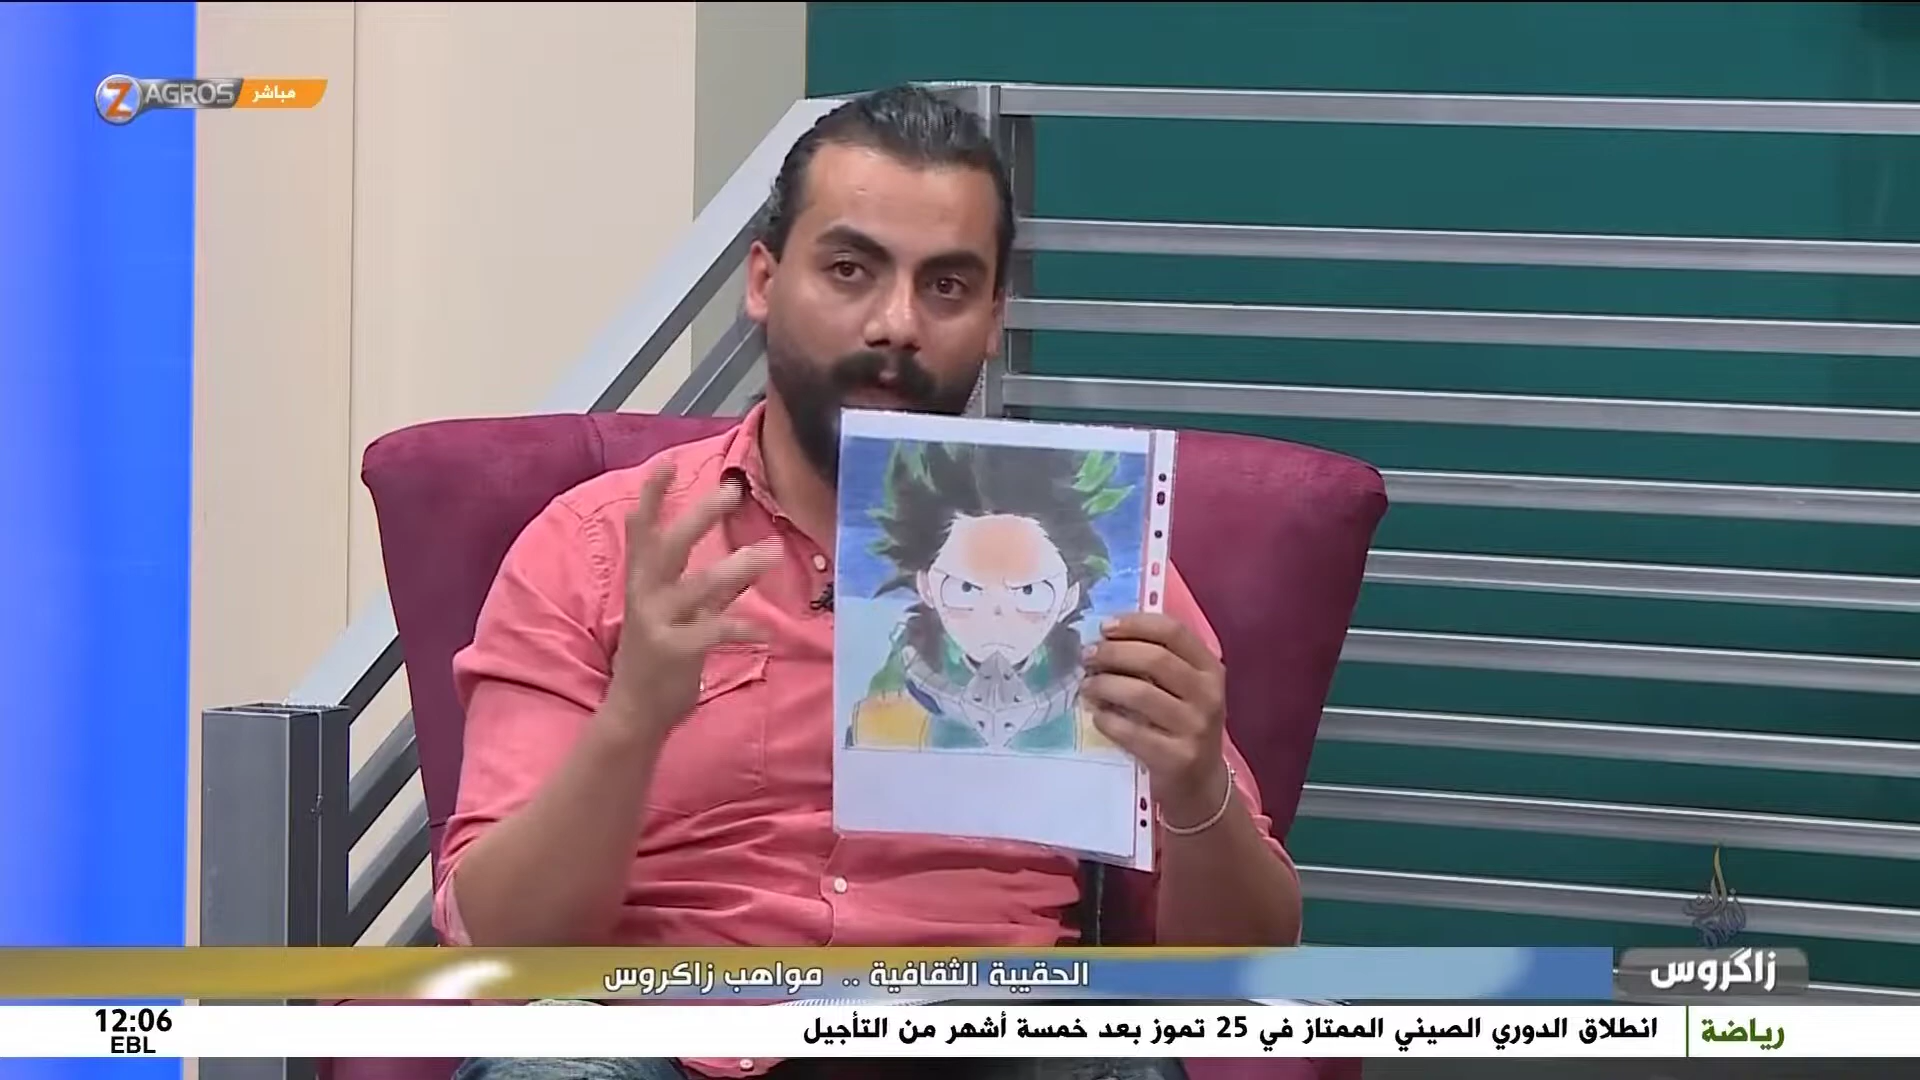 ZAGROS مباشر
الحقيبة الثقافية .. مواهب زاكروس
زاگروس
رياضة
انطلاق الدوري الصيني الممتاز في 25 تموز بعد خمسة أشهر من التأجيل
12:06
EBL